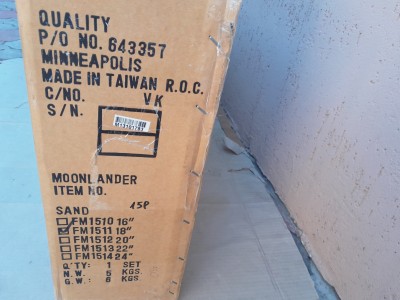 QUALITY
P/O NO. 643357
MINNEAPOLIS
MADE IN TAIWAN R.O.C.
C/NO. VK
S/N.
MOONLANDER
ITEM NO.
SAND
FM1510 16"
FM1511 18"
FM1512 20"
FM1513 22"
FM1514 24"
Q'TY: 1 SET
N.W. 5 KGS.
G.W. 6 KGS.